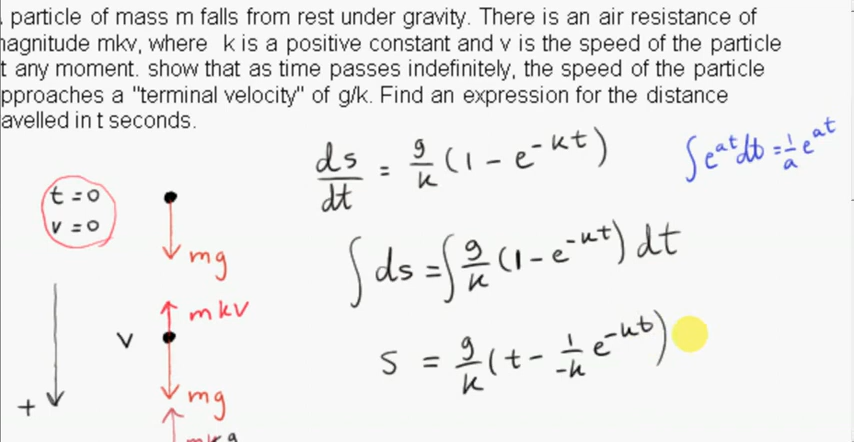 particle of mass m falls from rest under gravity. There is an air resistance of
agnitude mkv, where k is a positive constant and v is the speed of the particle
t any moment. show that as time passes indefinitely, the speed of the particle
pproaches a "terminal velocity" of g/k. Find an expression for the distance
avelled in t seconds.
ds/dt = g/k (1 - e^-kt)
∫e^at dt = 1/a e^at
t = 0
v = 0
mg
∫ds = ∫ g/k (1 - e^-kt) dt
mkv
v
s = g/k (t - 1/-k e^-kt)
+
mg